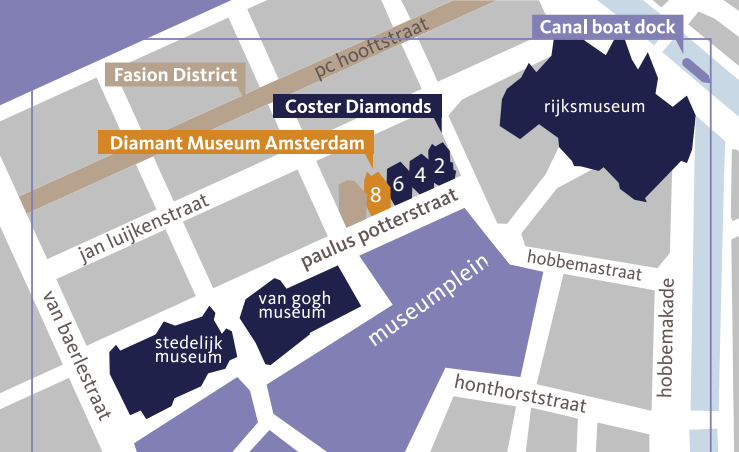 Canal boat dock
pc hooftstraat
Fasion District
Coster Diamonds
rijksmuseum
Diamant Museum Amsterdam
8
6
4
2
jan luijkenstraat
paulus potterstraat
hobbemastraat
museumplein
van gogh
museum
van baerlestraat
stedelijk
museum
hobbemakade
honthorststraat